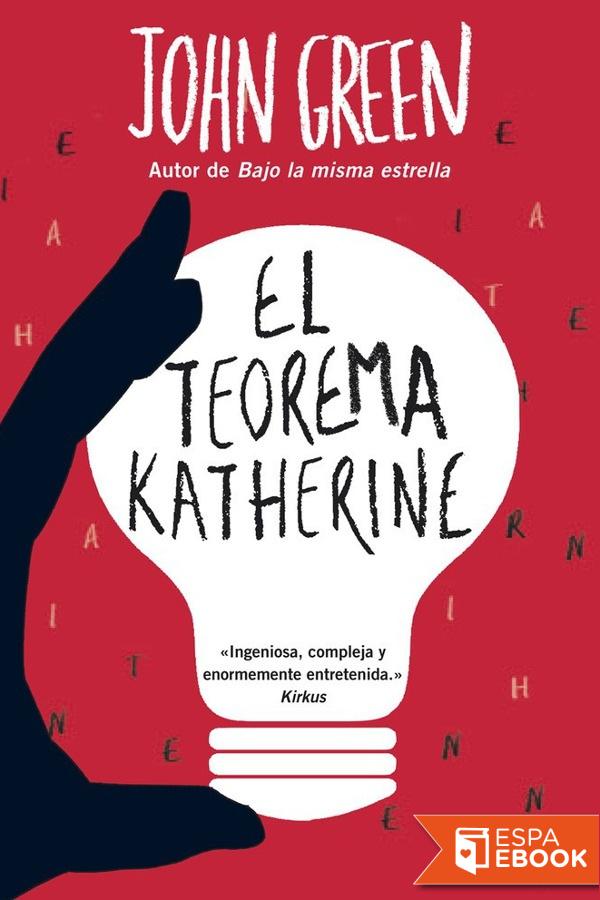 JOHN GREEN
Autor de Bajo la misma estrella
E
I
A
I
A
EL
T
H
E
TEOREMA
H
KATHERINE
A
R
N
I
I
«Ingeniosa, compleja y
enormemente entretenida.»
Kirkus
T
H
N
E
N
N
E
ESPA
EBOOK